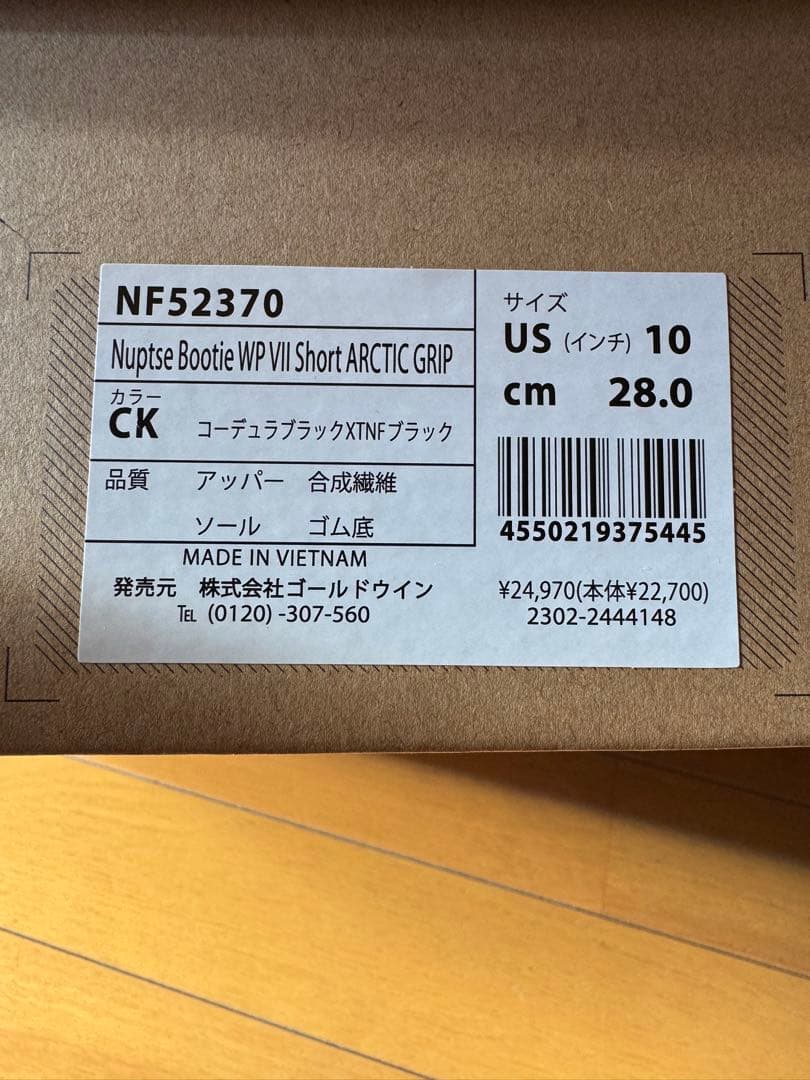 NF52370
Nuptse Bootie WP VII Short ARCTIC GRIP
カラー
CK コーデュラブラックXTNFブラック
品質 アッパー 合成繊維
ソール ゴム底
MADE IN VIETNAM
発売元 株式会社ゴールドウイン
TEL (0120) -307-560
サイズ
US (インチ) 10
cm 28.0
4550219375445
¥24,970(本体¥22,700)
2302-2444148